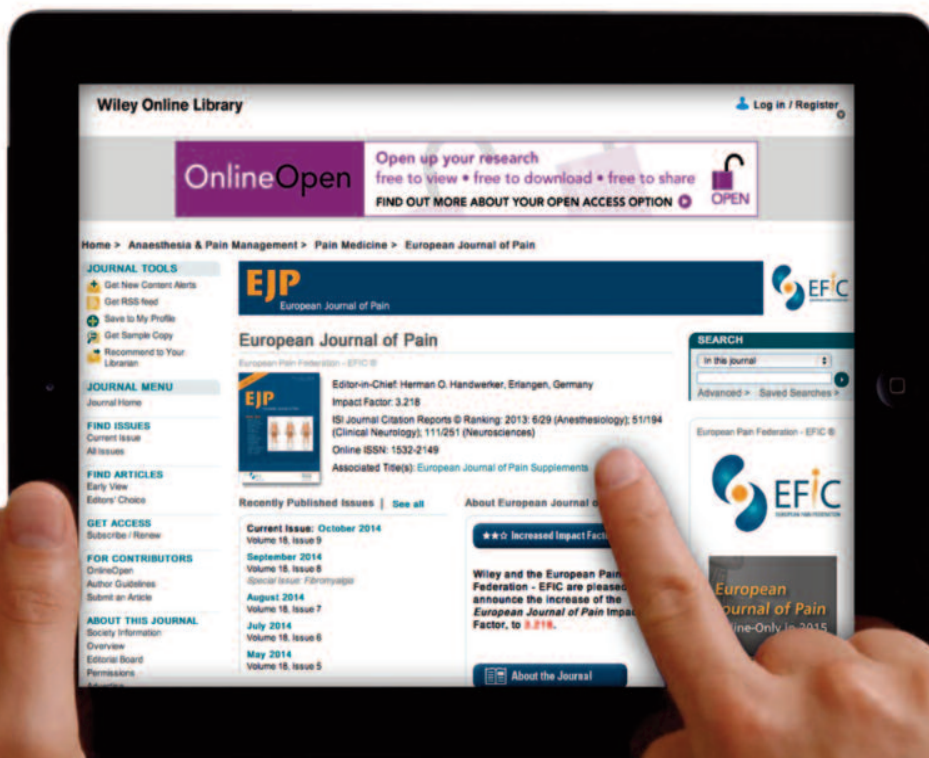 Wiley Online Library
Log in / Register
OnlineOpen
Open up your research
free to view • free to download • free to share
FIND OUT MORE ABOUT YOUR OPEN ACCESS OPTION
OPEN
Home > Anaesthesia & Pain Management > Pain Medicine > European Journal of Pain
JOURNAL TOOLS
Get New Content Alerts
Get RSS feed
Save to My Profile
Get Sample Copy
Recommend to Your
Librarian
JOURNAL MENU
Journal Home
FIND ISSUES
Current Issue
All Issues
FIND ARTICLES
Early View
Editors' Choice
GET ACCESS
Subscribe / Renew
FOR CONTRIBUTORS
OnlineOpen
Author Guidelines
Submit an Article
ABOUT THIS JOURNAL
Society Information
Overview
Editorial Board
Permissions
EJP
European Journal of Pain
EFIC
European Journal of Pain
European Pain Federation - EFIC ®
EJP
Editor-in-Chief: Herman O. Handwerker, Erlangen, Germany
Impact Factor: 3.218
ISI Journal Citation Reports © Ranking: 2013: 6/29 (Anesthesiology); 51/194
(Clinical Neurology); 111/251 (Neurosciences)
Online ISSN: 1532-2149
Associated Title(s): European Journal of Pain Supplements
Recently Published Issues | See all
Current Issue: October 2014
Volume 18, Issue 9
September 2014
Volume 18, Issue 8
Special Issue: Fibromyalgia
August 2014
Volume 18, Issue 7
July 2014
Volume 18, Issue 6
May 2014
Volume 18, Issue 5
About European Journal o
Increased Impact Facto
Wiley and the European Pain
Federation - EFIC are pleased
announce the increase of the
European Journal of Pain Impac
Factor, to 3.218.
About the Journal
SEARCH
In this journal
Advanced > Saved Searches >
European Pain Federation - EFIC ®
EFIC
EUROPEAN PAIN FEDERATION
European
ournal of Pain
line-Only in 2015